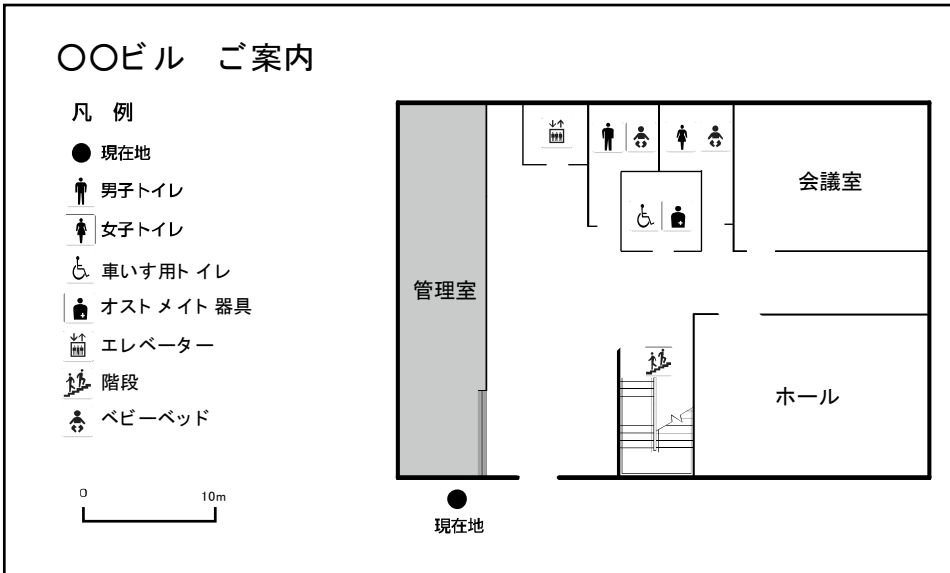 〇〇ビル　ご案内
凡　例
現在地
男子トイレ
女子トイレ
車いす用トイレ
オストメイト器具
エレベーター
階段
ベビーベッド
0　10m
会議室
管理室
ホール
現在地